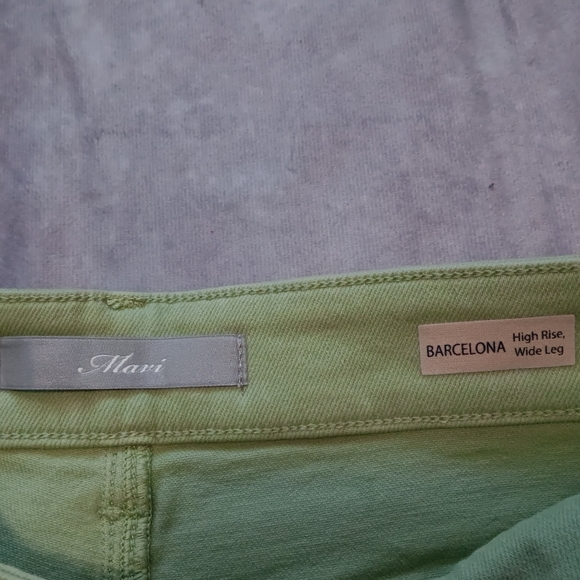 Mavi
BARCELONA
High Rise,
Wide Leg